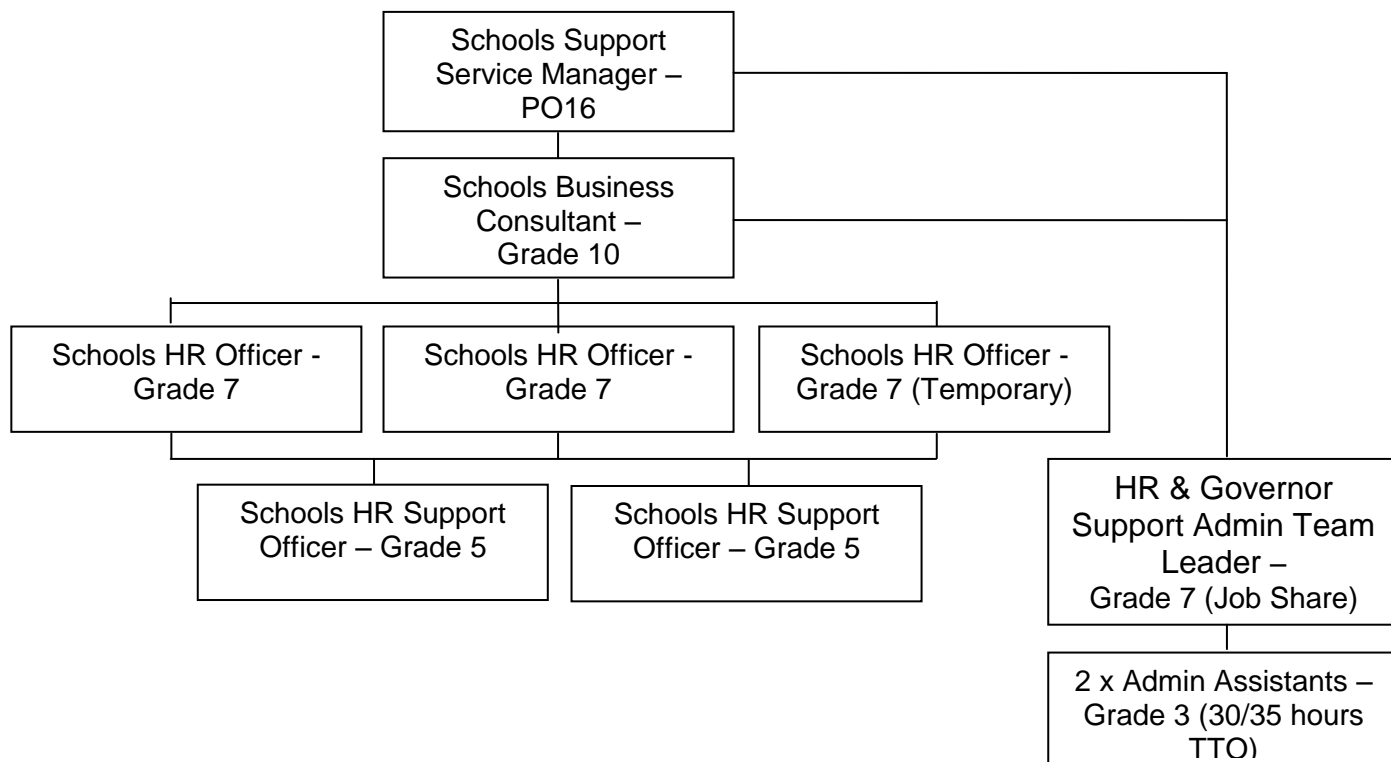 Schools Support
Service Manager –
PO16
Schools Business
Consultant –
Grade 10
Schools HR Officer -
Grade 7
Schools HR Officer -
Grade 7
Schools HR Officer -
Grade 7 (Temporary)
Schools HR Support
Officer – Grade 5
Schools HR Support
Officer – Grade 5
HR & Governor
Support Admin Team
Leader –
Grade 7 (Job Share)
2 x Admin Assistants –
Grade 3 (30/35 hours
TTO)